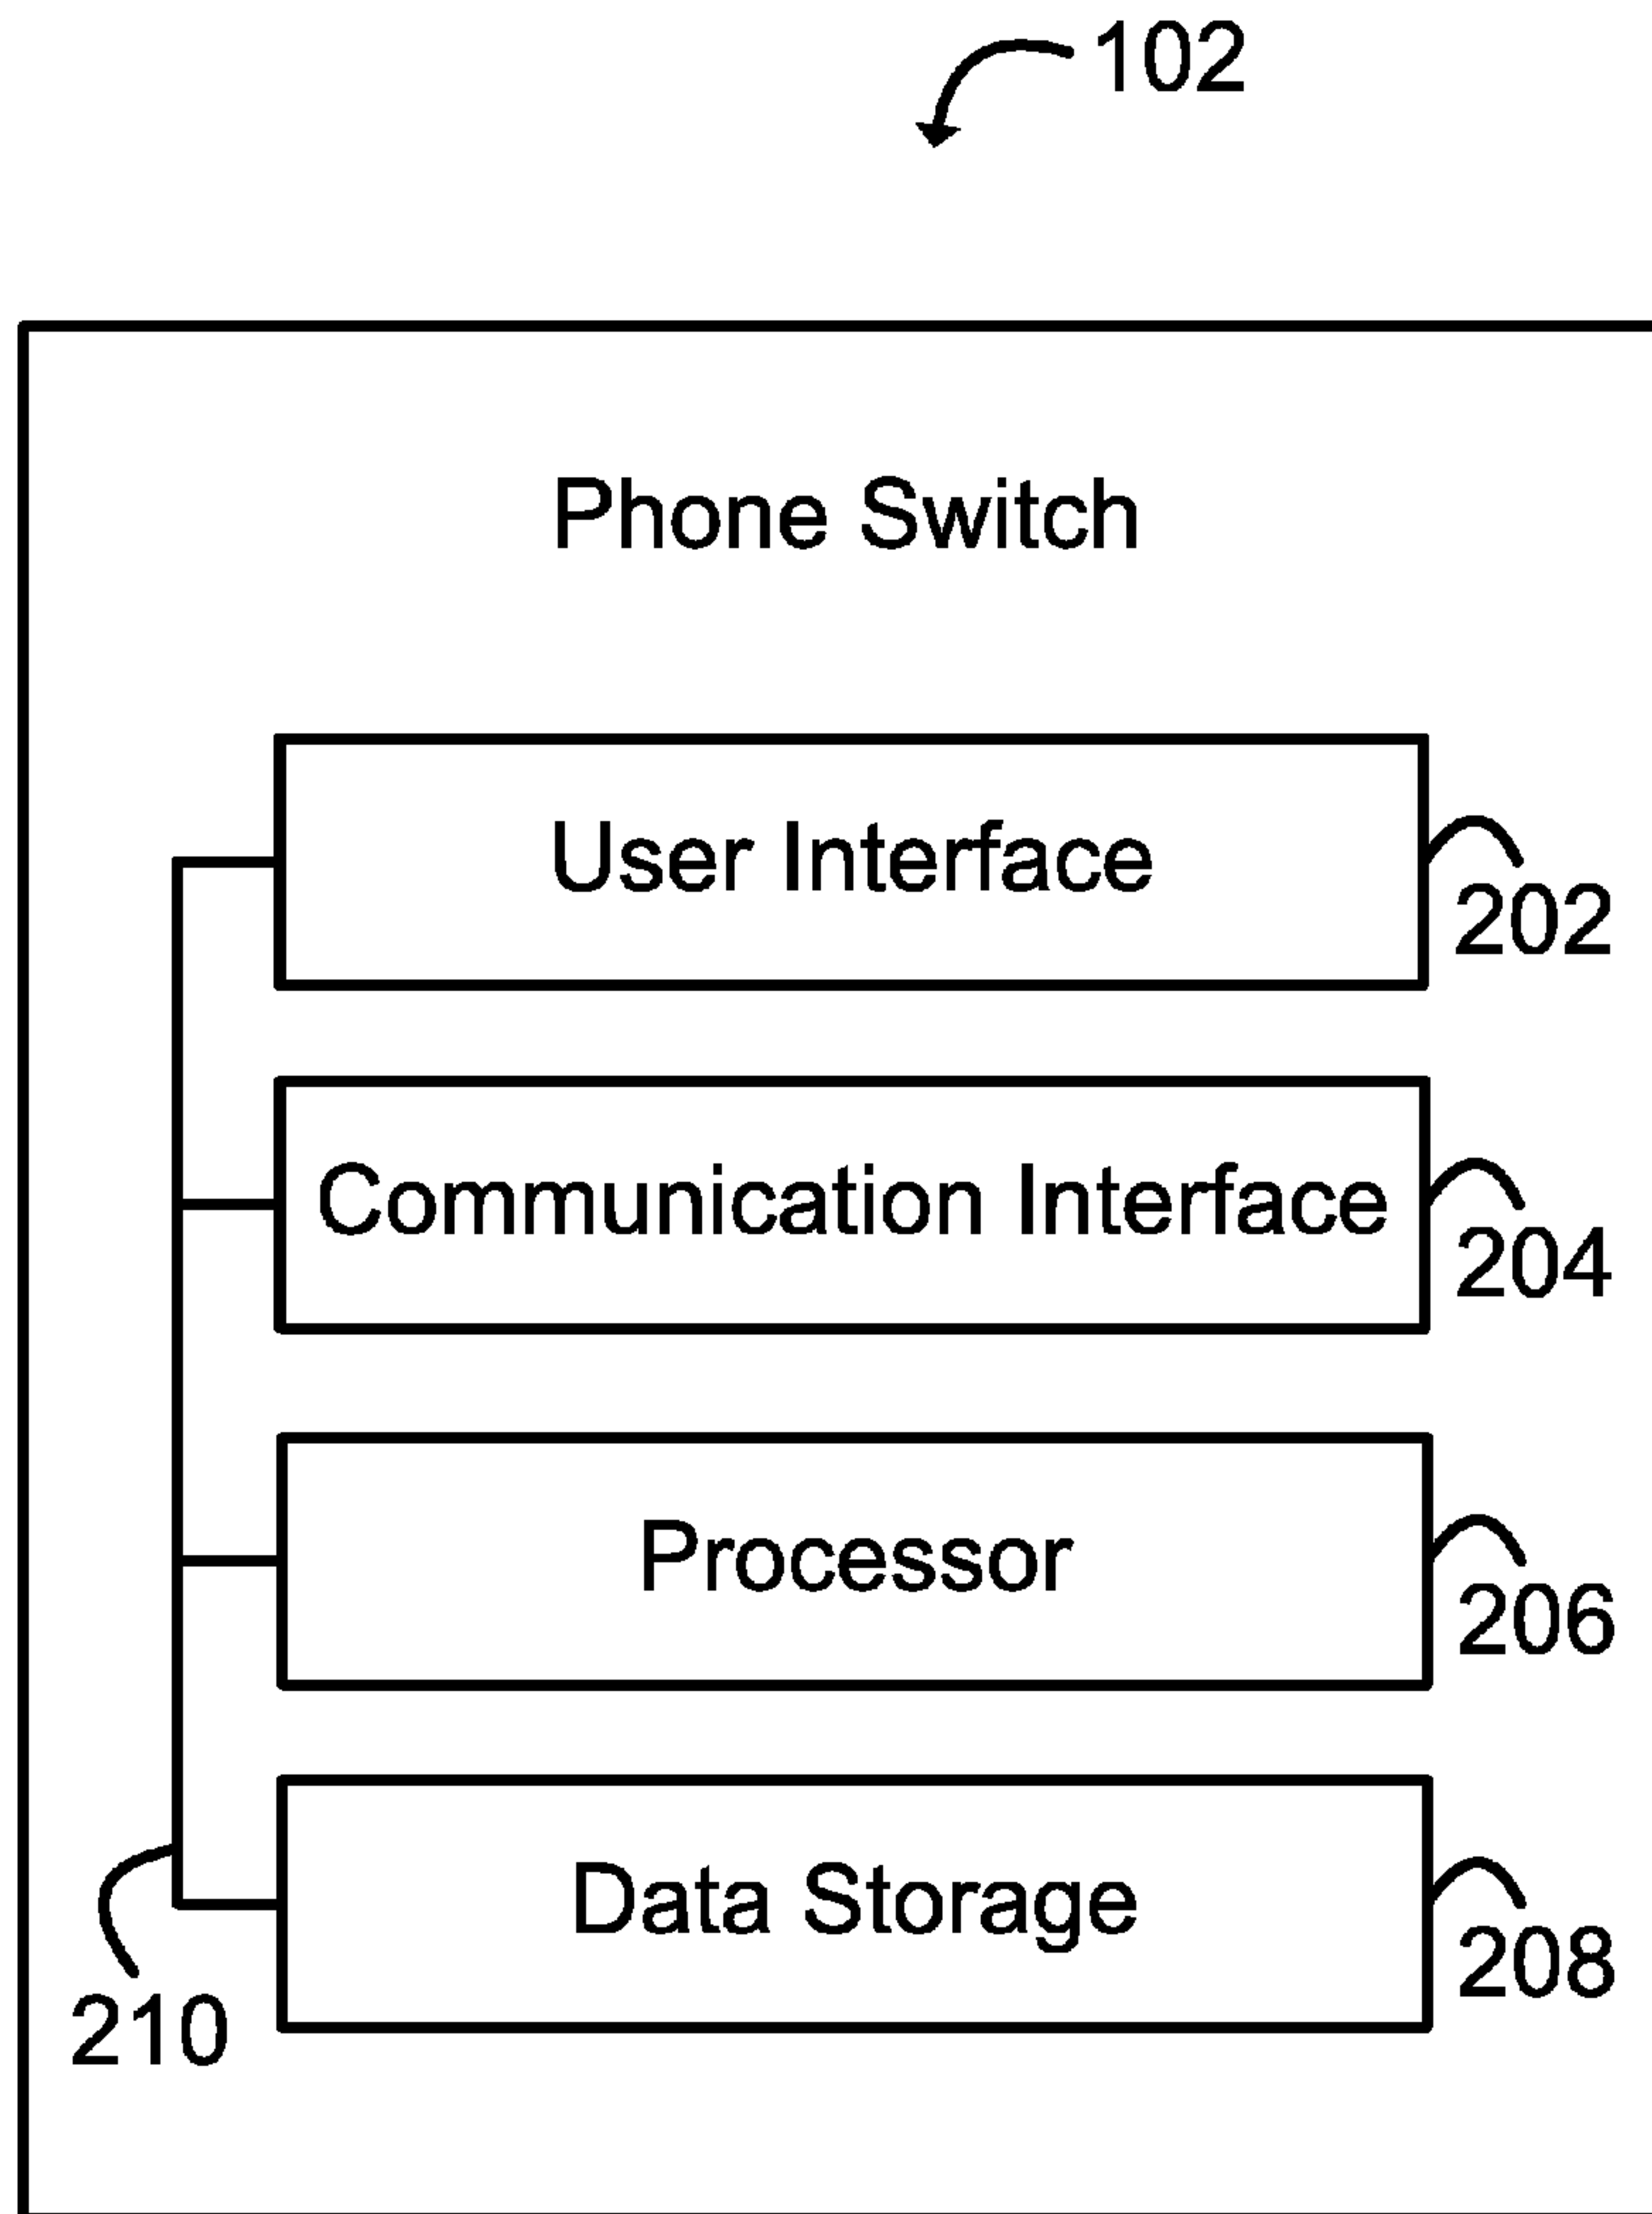 102
Phone Switch
User Interface
202
Communication Interface
204
Processor
206
Data Storage
208
210